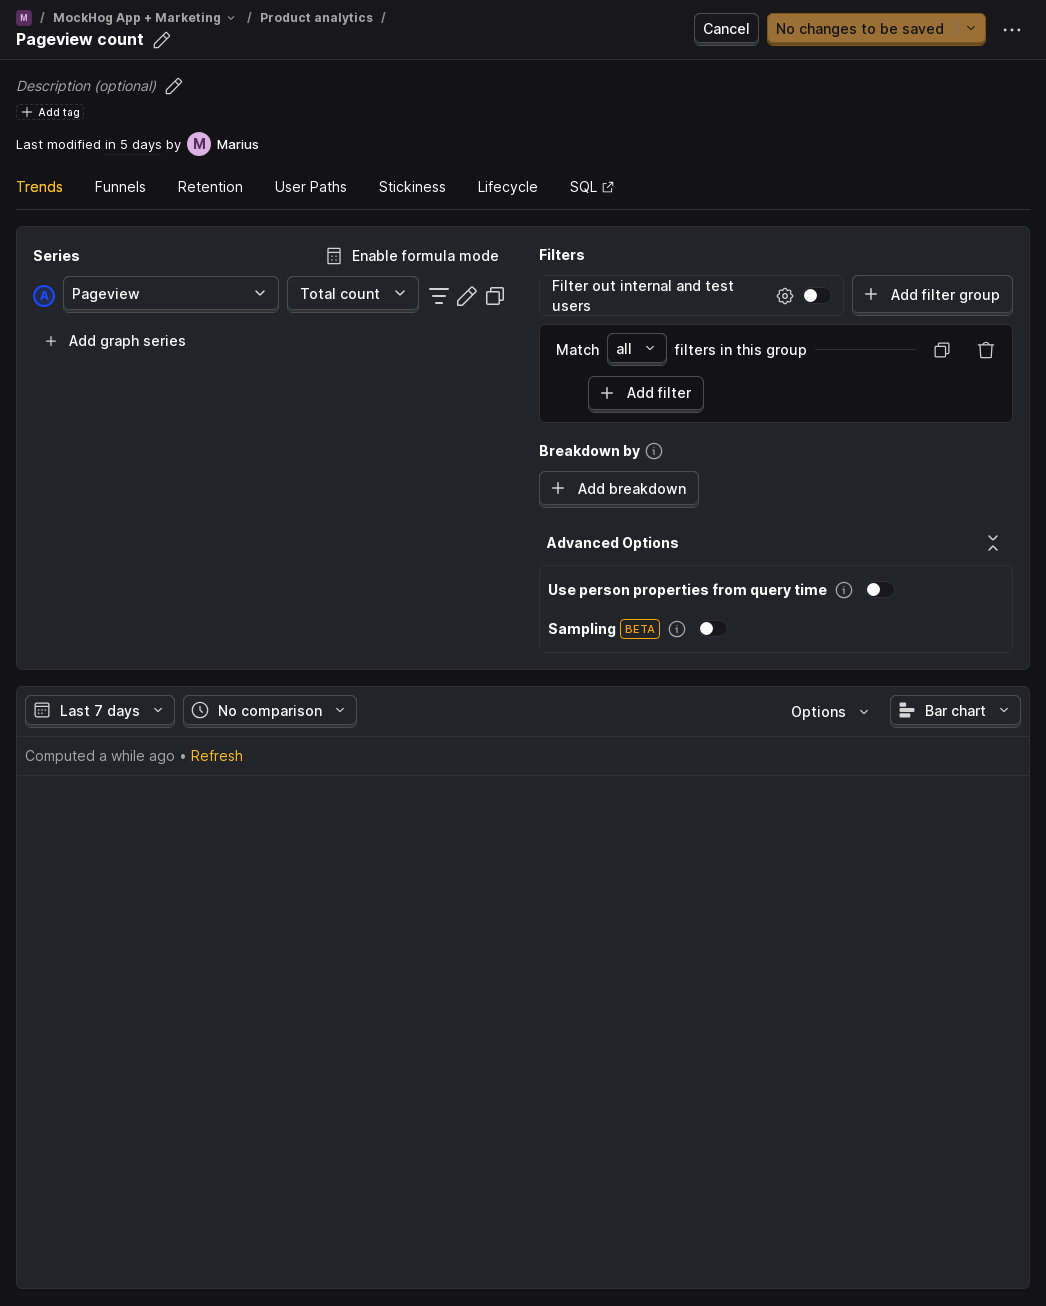 M / MockHog App + Marketing / Product analytics /
Pageview count
Cancel
No changes to be saved
Description (optional)
Add tag
Last modified in 5 days by M Marius
Trends Funnels Retention User Paths Stickiness Lifecycle SQL
Series
Enable formula mode
A Pageview Total count
Add graph series
Filters
Filter out internal and test
users
Add filter group
Match all filters in this group
Add filter
Breakdown by
Add breakdown
Advanced Options
Use person properties from query time
Sampling BETA
Last 7 days No comparison Options Bar chart
Computed a while ago • Refresh